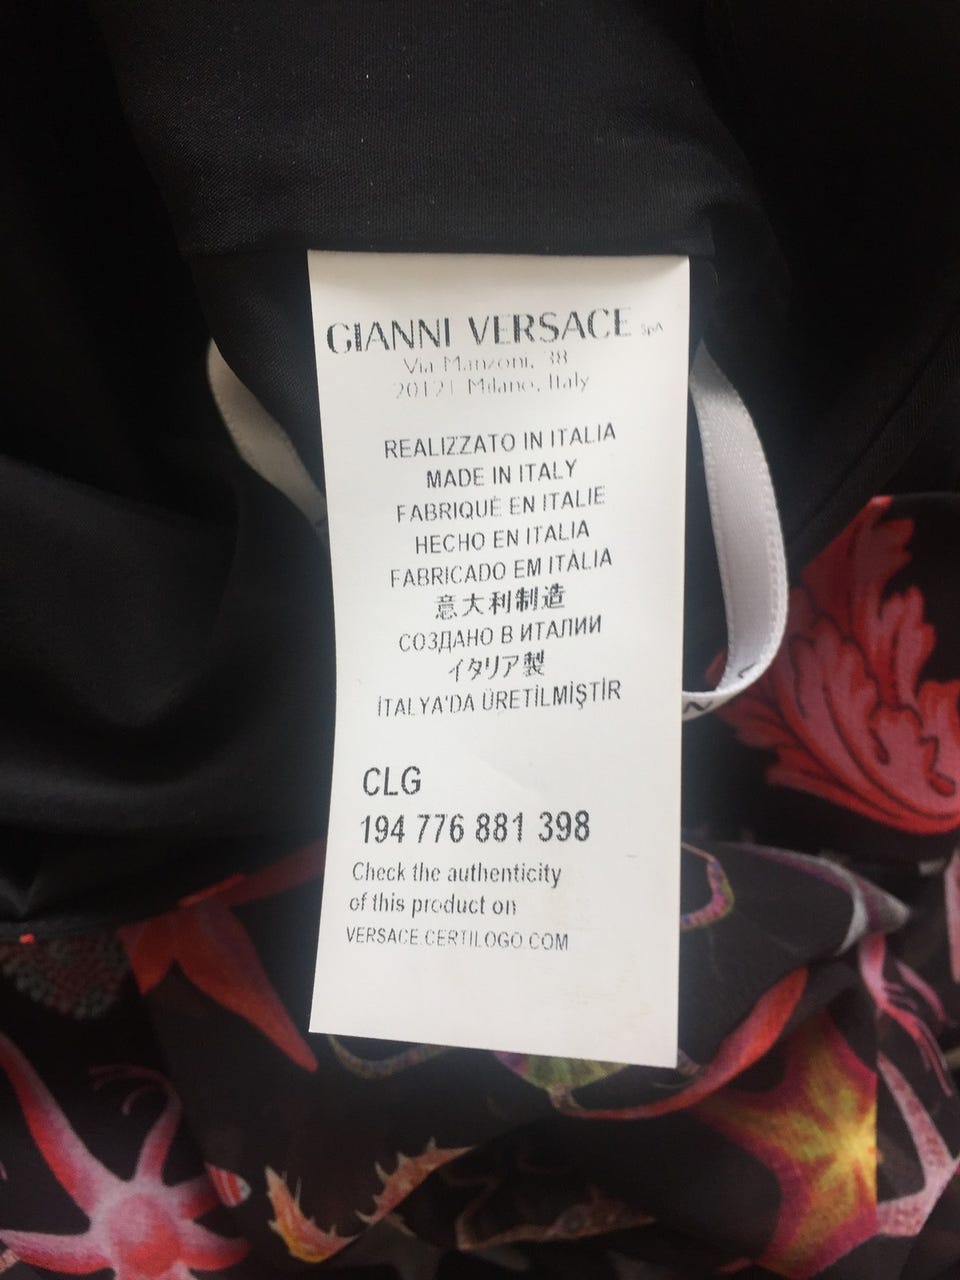 GIANNI VERSACE SpA
Via Manzoni, 38
20121 Milano, Italy
REALIZZATO IN ITALIA
MADE IN ITALY
FABRIQUÉ EN ITALIE
HECHO EN ITALIA
FABRICADO EM ITÁLIA
意大利制造
СОЗДАНО В ИТАЛИИ
イタリア製
İTALYA'DA ÜRETİLMİŞTİR
CLG
194 776 881 398
Check the authenticity
of this product on
VERSACE.CERTILOGO.COM